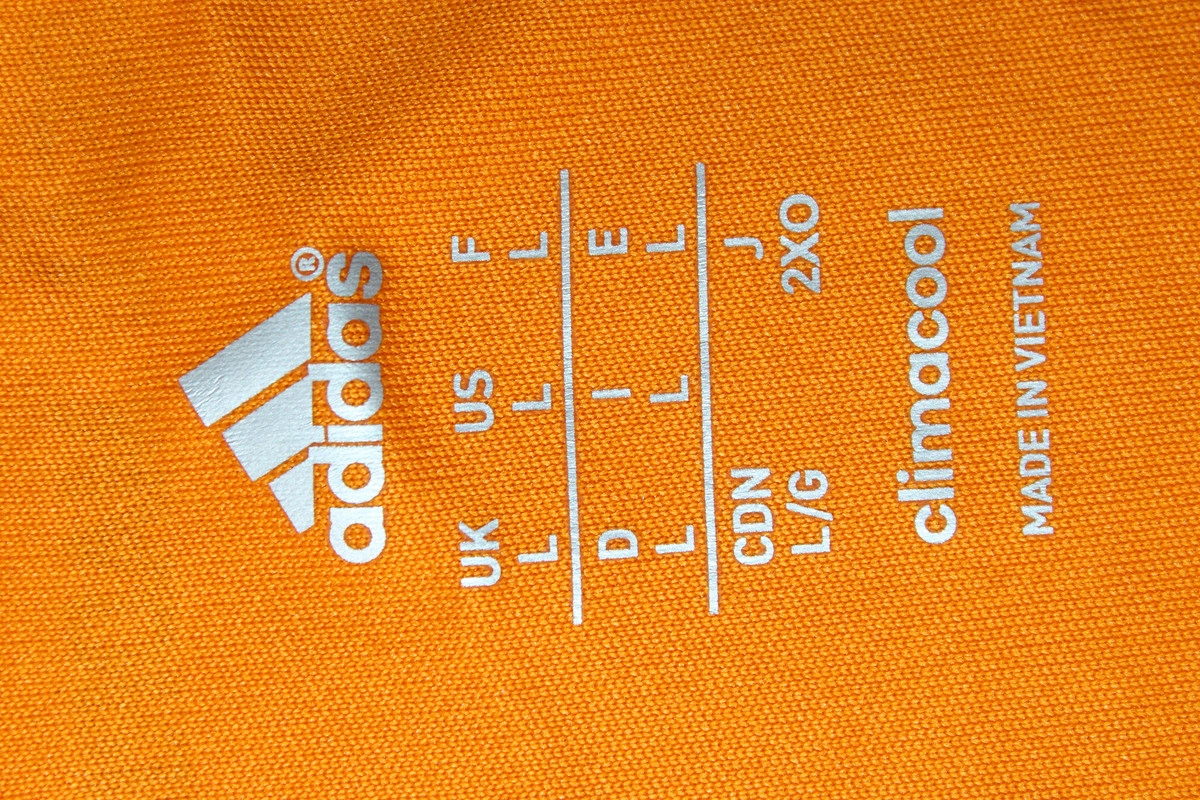 adidas®
UK US F
L L L
D I E
L L L
CDN J
L/G 2XO
climacool
MADE IN VIETNAM